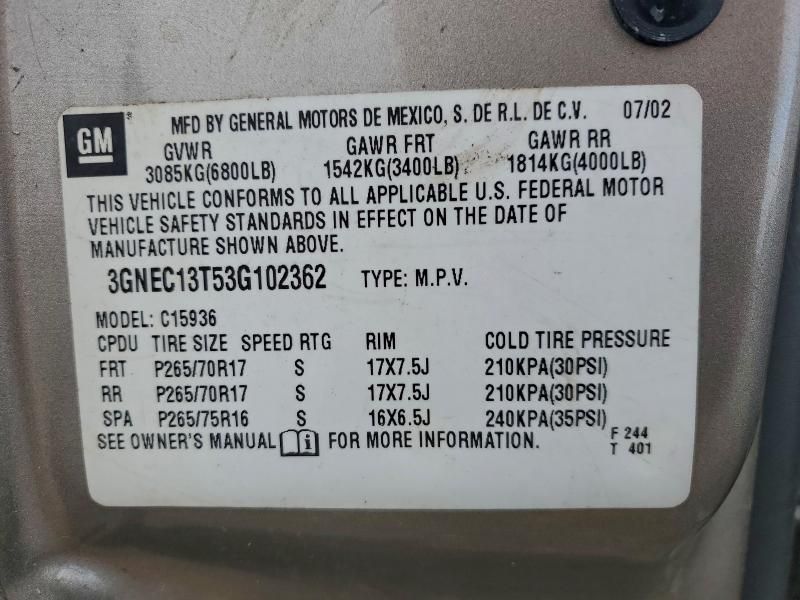 GM MFD BY GENERAL MOTORS DE MEXICO, S. DE R.L. DE C.V. 07/02
GVWR GAWR FRT GAWR RR
3085KG(6800LB) 1542KG(3400LB) 1814KG(4000LB)
THIS VEHICLE CONFORMS TO ALL APPLICABLE U.S. FEDERAL MOTOR
VEHICLE SAFETY STANDARDS IN EFFECT ON THE DATE OF
MANUFACTURE SHOWN ABOVE.
3GNEC13T53G102362 TYPE: M.P.V.
MODEL: C15936
CPDU TIRE SIZE SPEED RTG RIM COLD TIRE PRESSURE
FRT P265/70R17 S 17X7.5J 210KPA(30PSI)
RR P265/70R17 S 17X7.5J 210KPA(30PSI)
SPA P265/75R16 S 16X6.5J 240KPA(35PSI)
SEE OWNER'S MANUAL i FOR MORE INFORMATION. F 244
T 401